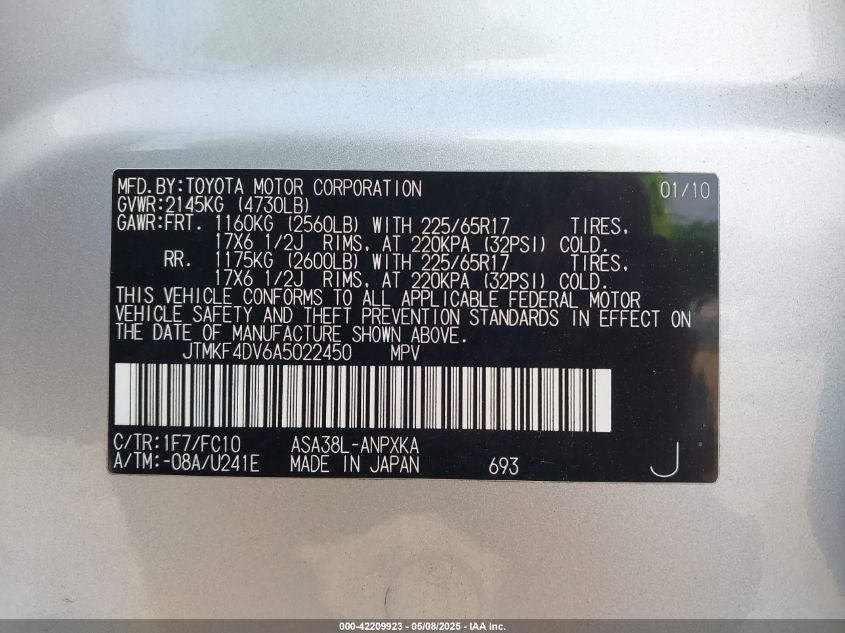 MFD.BY:TOYOTA MOTOR CORPORATION 01/10
GVWR:2145KG (4730LB)
GAWR:FRT. 1160KG (2560LB) WITH 225/65R17 TIRES,
17X6 1/2J RIMS, AT 220KPA (32PSI) COLD.
RR. 1175KG (2600LB) WITH 225/65R17 TIRES,
17X6 1/2J RIMS, AT 220KPA (32PSI) COLD.
THIS VEHICLE CONFORMS TO ALL APPLICABLE FEDERAL MOTOR
VEHICLE SAFETY AND THEFT PREVENTION STANDARDS IN EFFECT ON
THE DATE OF MANUFACTURE SHOWN ABOVE.
JTMKF4DV6A5022450 MPV
C/TR:1F7/FC10 ASA38L-ANPXKA
A/TM:-08A/U241E MADE IN JAPAN 693 J
000-42209923 - 05/08/2025 - IAA Inc.